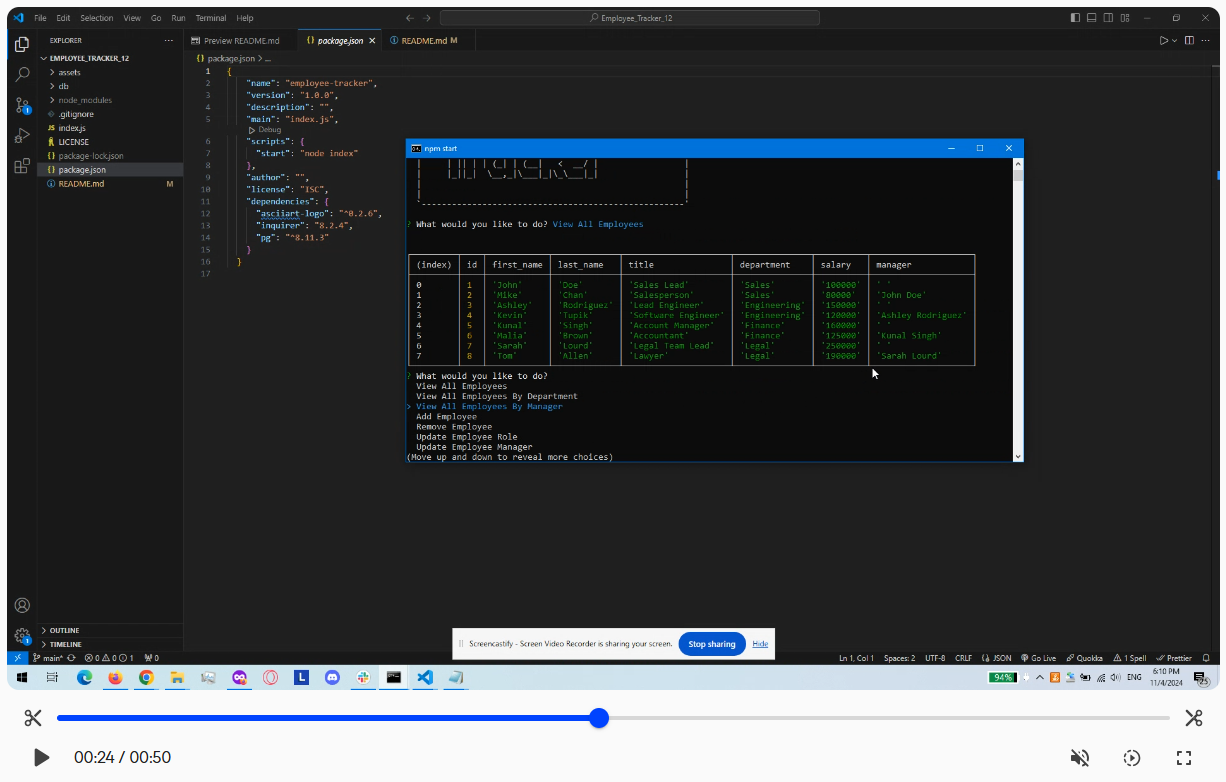 File Edit Selection View Go Run Terminal Help
Employee_Tracker_12
EXPLORER
EMPLOYEE_TRACKER_12
assets
db
node_modules
.gitignore
JS index.js
LICENSE
{} package-lock.json
{} package.json
README.md M
OUTLINE
TIMELINE
Preview README.md
{} package.json
README.md M
{} package.json > ...
1 {
2 "name": "employee-tracker",
3 "version": "1.0.0",
4 "description": "",
5 "main": "index.js",
Debug
6 "scripts": {
7 "start": "node index"
8 },
9 "author": "",
10 "license": "ISC",
11 "dependencies": {
12 "asciiart-logo": "^0.2.6",
13 "inquirer": "8.2.4",
14 "pg": "^8.11.3"
15 }
16 }
17
npm start
? What would you like to do? View All Employees
(index) id first_name last_name title department salary manager
0 1 'John' 'Doe' 'Sales Lead' 'Sales' '100000' ' '
1 2 'Mike' 'Chan' 'Salesperson' 'Sales' '80000' 'John Doe'
2 3 'Ashley' 'Rodriguez' 'Lead Engineer' 'Engineering' '150000' ' '
3 4 'Kevin' 'Tupik' 'Software Engineer' 'Engineering' '120000' 'Ashley Rodriguez'
4 5 'Kunal' 'Singh' 'Account Manager' 'Finance' '160000' ' '
5 6 'Malia' 'Brown' 'Accountant' 'Finance' '125000' 'Kunal Singh'
6 7 'Sarah' 'Lourd' 'Legal Team Lead' 'Legal' '250000' ' '
7 8 'Tom' 'Allen' 'Lawyer' 'Legal' '190000' 'Sarah Lourd'
? What would you like to do?
View All Employees
View All Employees By Department
> View All Employees By Manager
Add Employee
Remove Employee
Update Employee Role
Update Employee Manager
(Move up and down to reveal more choices)
Screencastify - Screen Video Recorder is sharing your screen. Stop sharing Hide
main* 0 0 1 0 Ln 1, Col 1 Spaces: 2 UTF-8 CRLF {} JSON Go Live Quokka 1 Spell Prettier
94% ENG 6:10 PM
11/4/2024 25
00:24 / 00:50